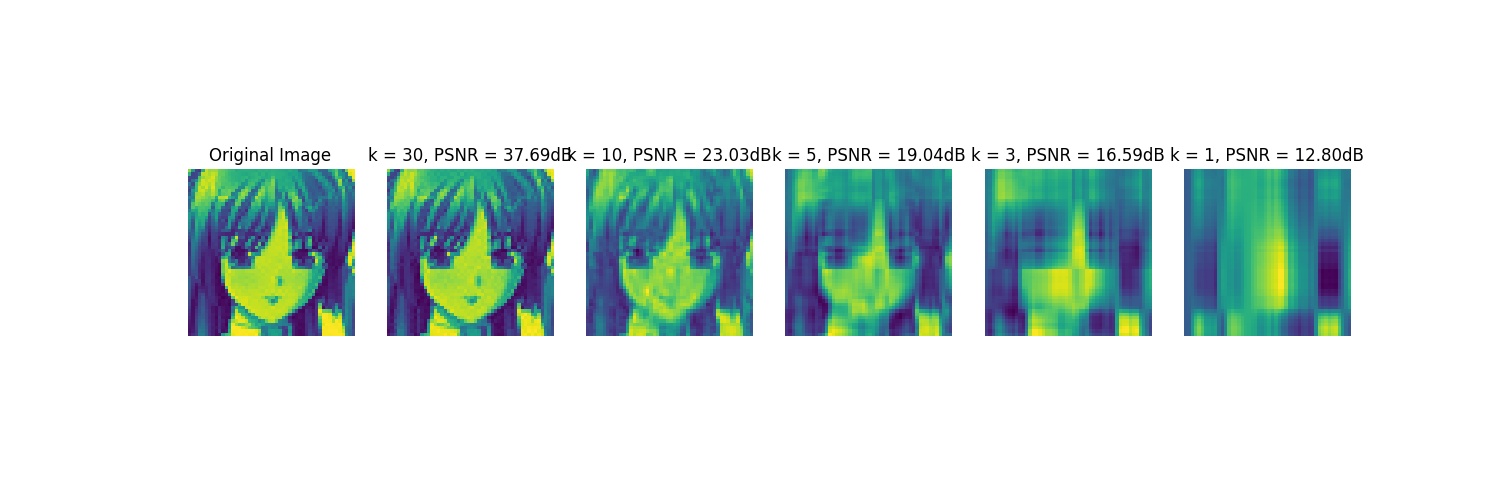 Original Image
k = 30, PSNR = 37.69dB
k = 10, PSNR = 23.03dB
k = 5, PSNR = 19.04dB
k = 3, PSNR = 16.59dB
k = 1, PSNR = 12.80dB